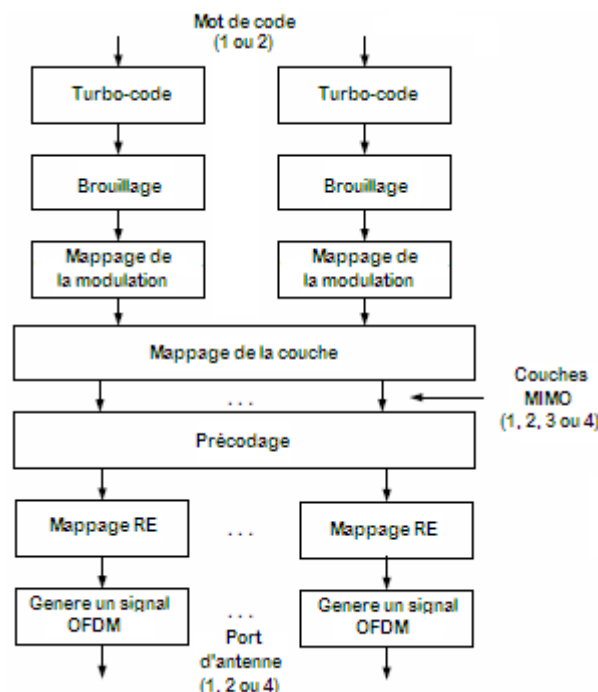 Mot de code
(1 ou 2)
Turbo-code
Turbo-code
Brouillage
Brouillage
Mappage de
la modulation
Mappage de
la modulation
Mappage de la couche
...
Couches
MIMO
(1, 2, 3 ou 4)
Précodage
Mappage RE
...
Mappage RE
Genere un signal
OFDM
...
Genere un signal
OFDM
Port
d'antenne
(1, 2 ou 4)